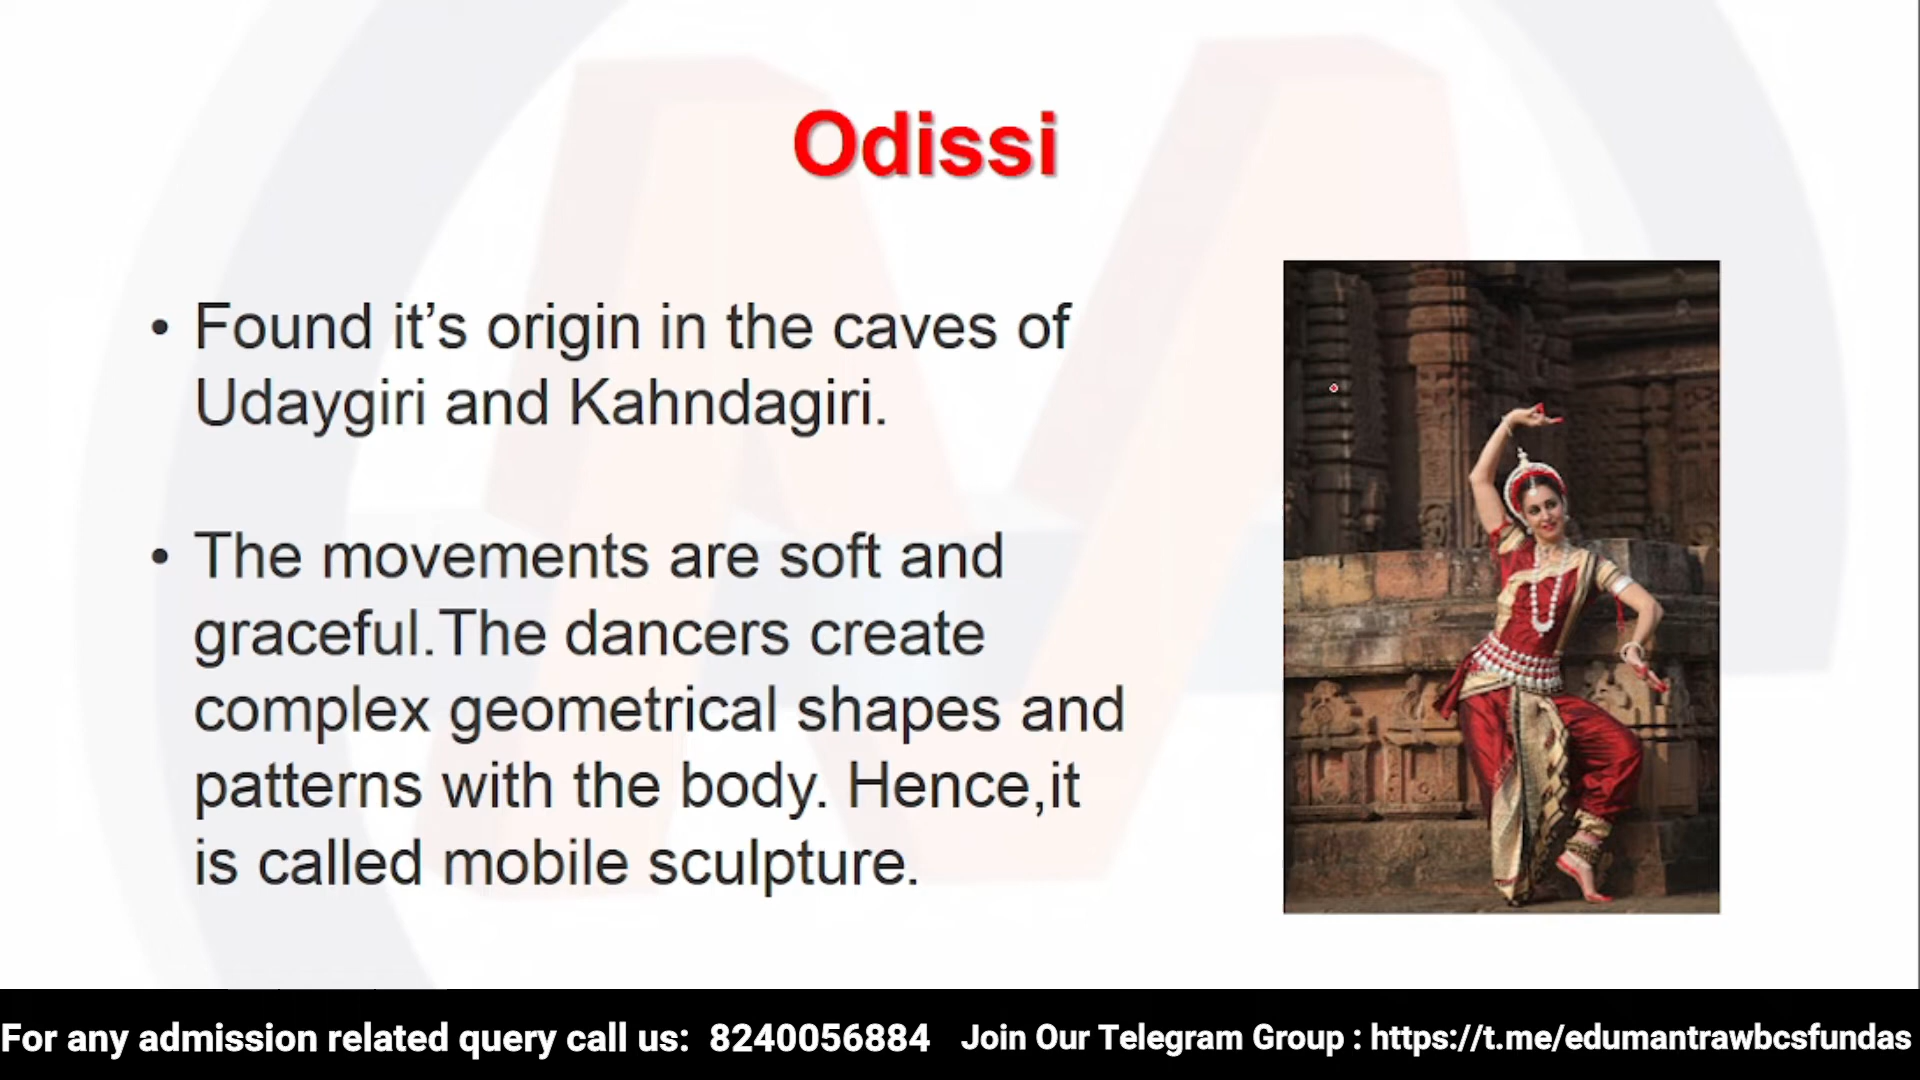 Odissi
• Found it’s origin in the caves of
Udaygiri and Kahndagiri.
• The movements are soft and
graceful.The dancers create
complex geometrical shapes and
patterns with the body. Hence,it
is called mobile sculpture.
For any admission related query call us: 8240056884 Join Our Telegram Group : https://t.me/edumantrawbcsfundas